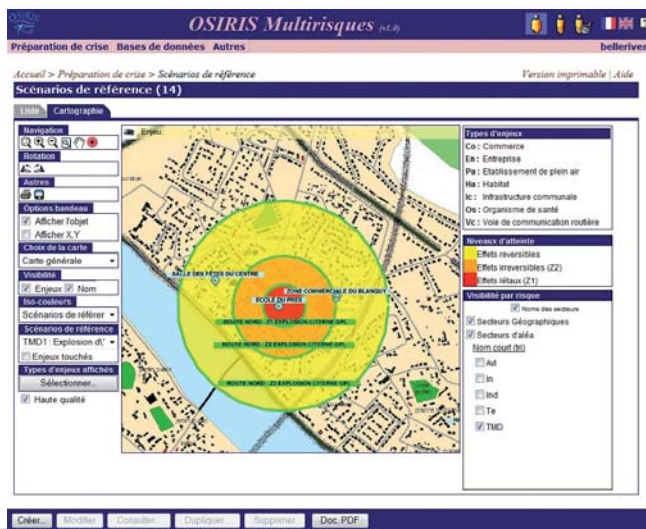 OSIRIS Multirisques (v1.0)
Préparation de crise Bases de données Autres
belleriver
Accueil > Préparation de crise > Scénarios de référence
Version imprimable | Aide
Scénarios de référence (14)
Liste Cartographie
Navigation
Rotation
Autres
Options bandeau
Afficher l'objet
Afficher X,Y
Choix de la carte
Carte générale
Visibilité
Enjeux Nom
Iso-couleurs
Scénarios de référer
Scénarios de référence
TMD1 : Explosion d'\'
Enjeux touchés
Types d'enjeux affichés
Sélectionner...
Haute qualité
Enjeu:
SALLE DES FÊTES DU CENTRE
ZONE COMMERCIALE DU BLANQUY
ECOLE DU PRES
ROUTE NORD - Z1 EXPLOSION CITERNE GPL
ROUTE NORD - Z2 EXPLOSION CITERNE GPL
ROUTE NORD - Z3 EXPLOSION CITERNE GPL
Types d'enjeux
Co : Commerce
En : Entreprise
Pa : Etablissement de plein air
Ha : Habitat
Ic : Infrastructure communale
Os : Organisme de santé
Vc : Voie de communication routière
Niveaux d'atteinte
Effets reversibles
Effets irreversibles (Z2)
Effets létaux (Z1)
Visibilité par risque
Noms des secteurs
Secteurs Géographiques
Secteurs d'aléa
Nom court (tri)
Avl
In
Ind
Te
TMD
Créer... Modifier Consulter... Dupliquer... Supprimer Doc. PDF